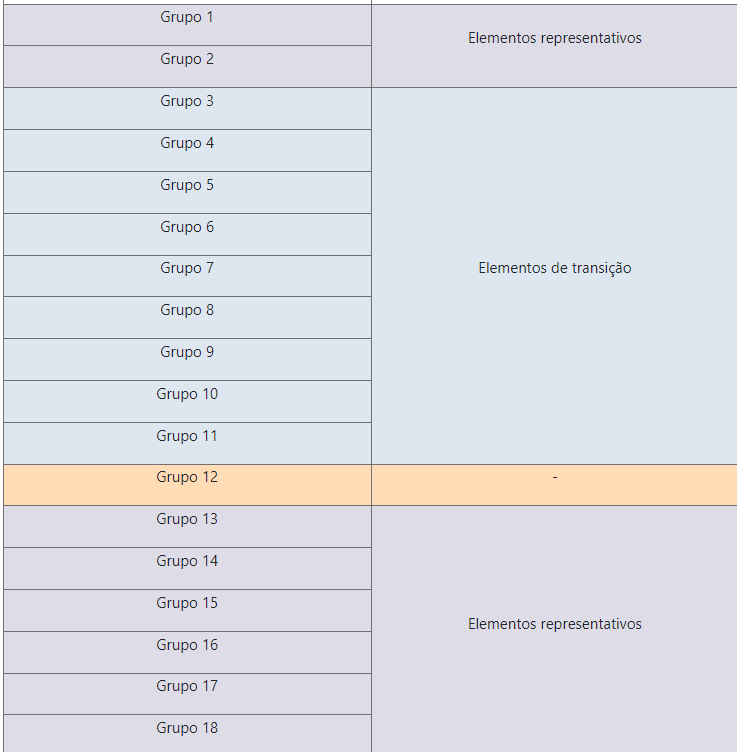 Grupo 1
Elementos representativos
Grupo 2
Grupo 3
Grupo 4
Grupo 5
Grupo 6
Grupo 7
Elementos de transição
Grupo 8
Grupo 9
Grupo 10
Grupo 11
Grupo 12
-
Grupo 13
Grupo 14
Grupo 15
Elementos representativos
Grupo 16
Grupo 17
Grupo 18